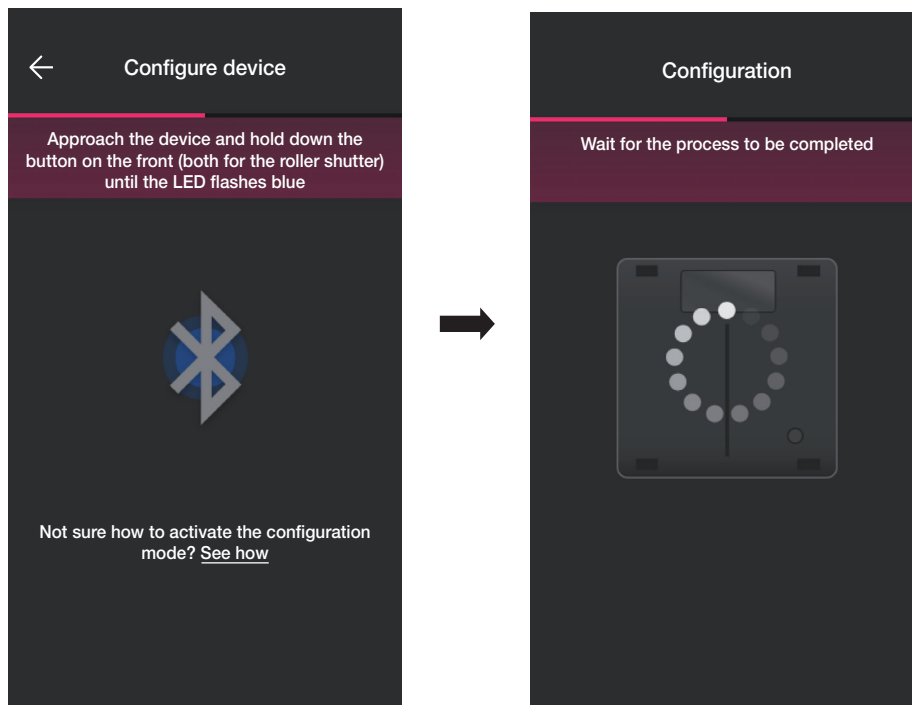 Configure device
Approach the device and hold down the
button on the front (both for the roller shutter)
until the LED flashes blue
Not sure how to activate the configuration
mode? See how
Configuration
Wait for the process to be completed